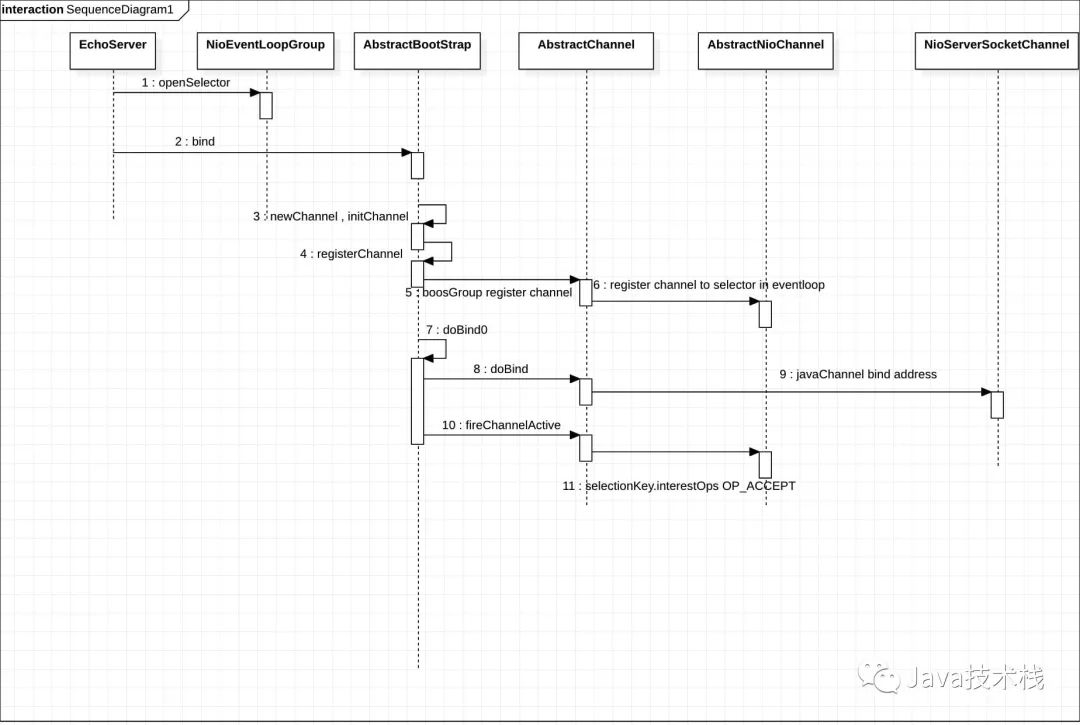 interaction SequenceDiagram1
EchoServer
NioEventLoopGroup
AbstractBootStrap
AbstractChannel
AbstractNioChannel
NioServerSocketChannel
1 : openSelector
2 : bind
3 : newChannel , initChannel
4 : registerChannel
5 : boosGroup register channel
6 : register channel to selector in eventloop
7 : doBind0
8 : doBind
9 : javaChannel bind address
10 : fireChannelActive
11 : selectionKey.interestOps OP_ACCEPT
Java技术栈